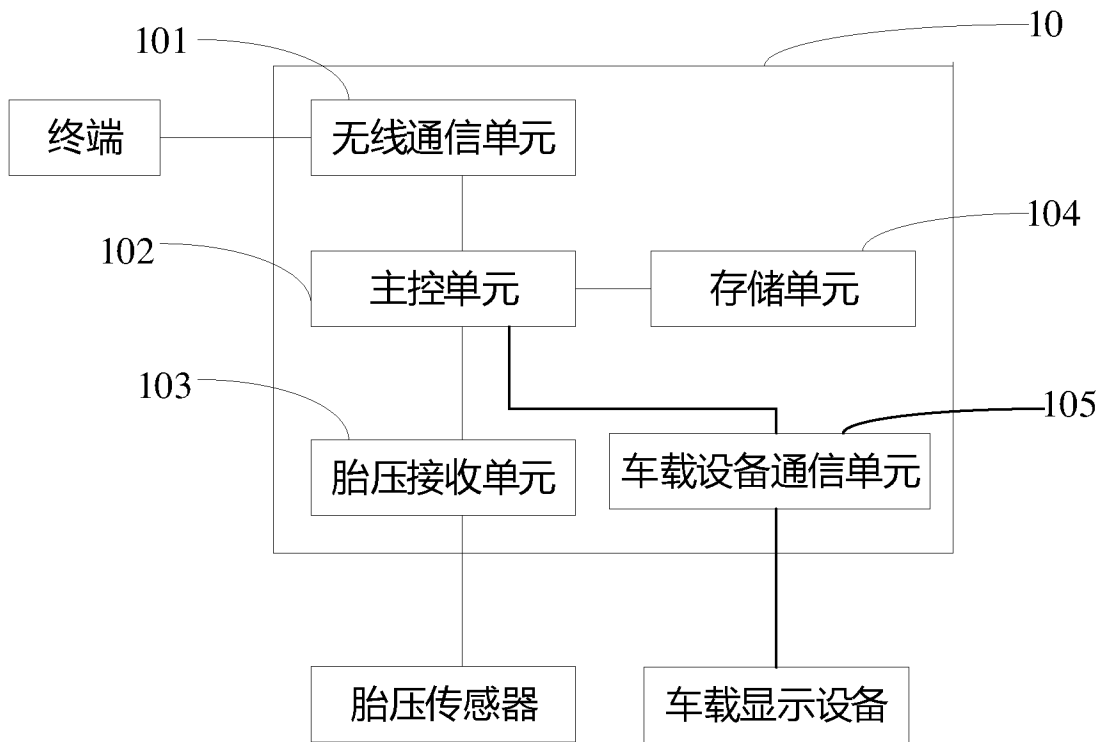 10
101
终端
无线通信单元
104
102
主控单元
存储单元
103
105
胎压接收单元
车载设备通信单元
胎压传感器
车载显示设备